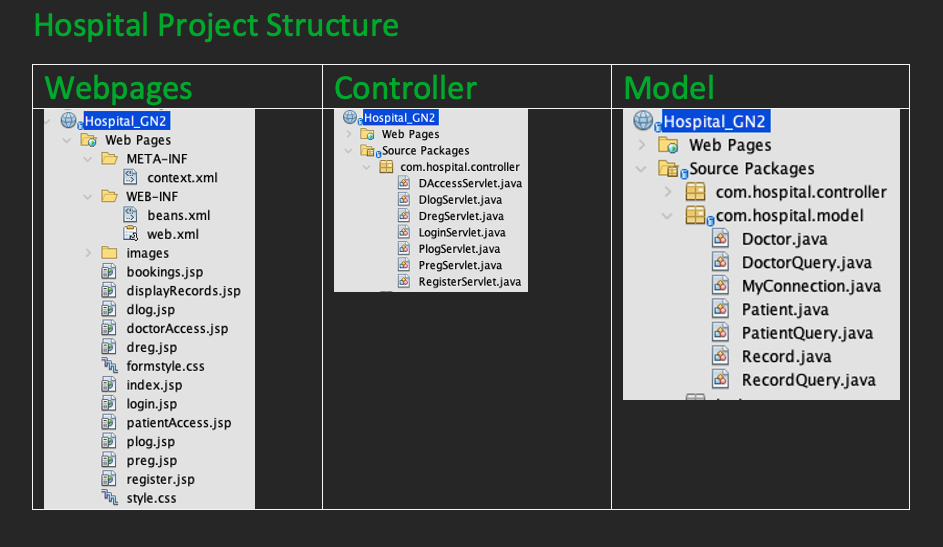 Hospital Project Structure
Webpages
Hospital_GN2
Web Pages
META-INF
context.xml
WEB-INF
beans.xml
web.xml
images
bookings.jsp
displayRecords.jsp
dlog.jsp
doctorAccess.jsp
dreg.jsp
formstyle.css
index.jsp
login.jsp
patientAccess.jsp
plog.jsp
preg.jsp
register.jsp
style.css
Controller
Hospital_GN2
Web Pages
Source Packages
com.hospital.controller
DAccessServlet.java
DlogServlet.java
DregServlet.java
LoginServlet.java
PlogServlet.java
PregServlet.java
RegisterServlet.java
Model
Hospital_GN2
Web Pages
Source Packages
com.hospital.controller
com.hospital.model
Doctor.java
DoctorQuery.java
MyConnection.java
Patient.java
PatientQuery.java
Record.java
RecordQuery.java